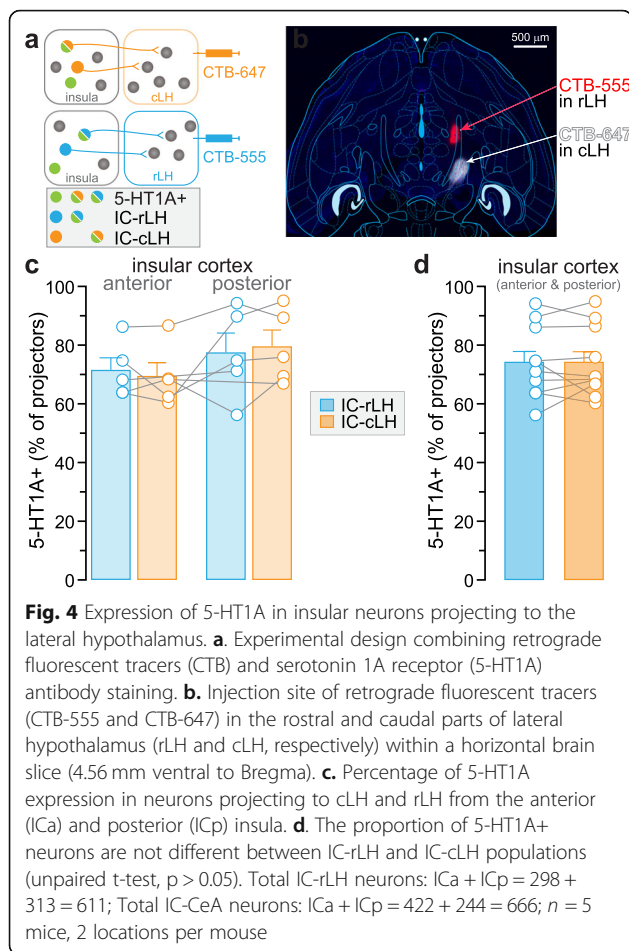 a
insula
cLH
CTB-647
insula
rLH
CTB-555
5-HT1A+
IC-rLH
IC-cLH
b
500 μm
CTB-555
in rLH
CTB-647
in cLH
c
insular cortex
anterior posterior
5-HT1A+ (% of projectors)
100
80
60
40
20
0
IC-rLH
IC-cLH
d
insular cortex
(anterior & posterior)
5-HT1A+ (% of projectors)
100
80
60
40
20
0
Fig. 4 Expression of 5-HT1A in insular neurons projecting to the
lateral hypothalamus. a. Experimental design combining retrograde
fluorescent tracers (CTB) and serotonin 1A receptor (5-HT1A)
antibody staining. b. Injection site of retrograde fluorescent tracers
(CTB-555 and CTB-647) in the rostral and caudal parts of lateral
hypothalamus (rLH and cLH, respectively) within a horizontal brain
slice (4.56 mm ventral to Bregma). c. Percentage of 5-HT1A
expression in neurons projecting to cLH and rLH from the anterior
(ICa) and posterior (ICp) insula. d. The proportion of 5-HT1A+
neurons are not different between IC-rLH and IC-cLH populations
(unpaired t-test, p > 0.05). Total IC-rLH neurons: ICa + ICp = 298 +
313 = 611; Total IC-CeA neurons: ICa + ICp = 422 + 244 = 666; n = 5
mice, 2 locations per mouse